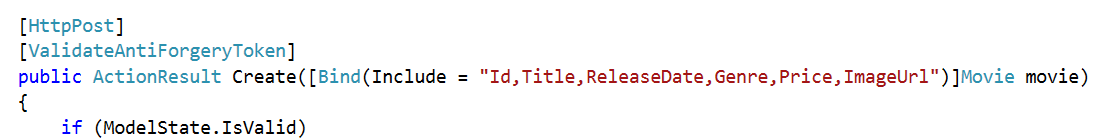 [HttpPost]
[ValidateAntiForgeryToken]
public ActionResult Create([Bind(Include = "Id,Title,ReleaseDate,Genre,Price,ImageUrl")]Movie movie)
{
if (ModelState.IsValid)